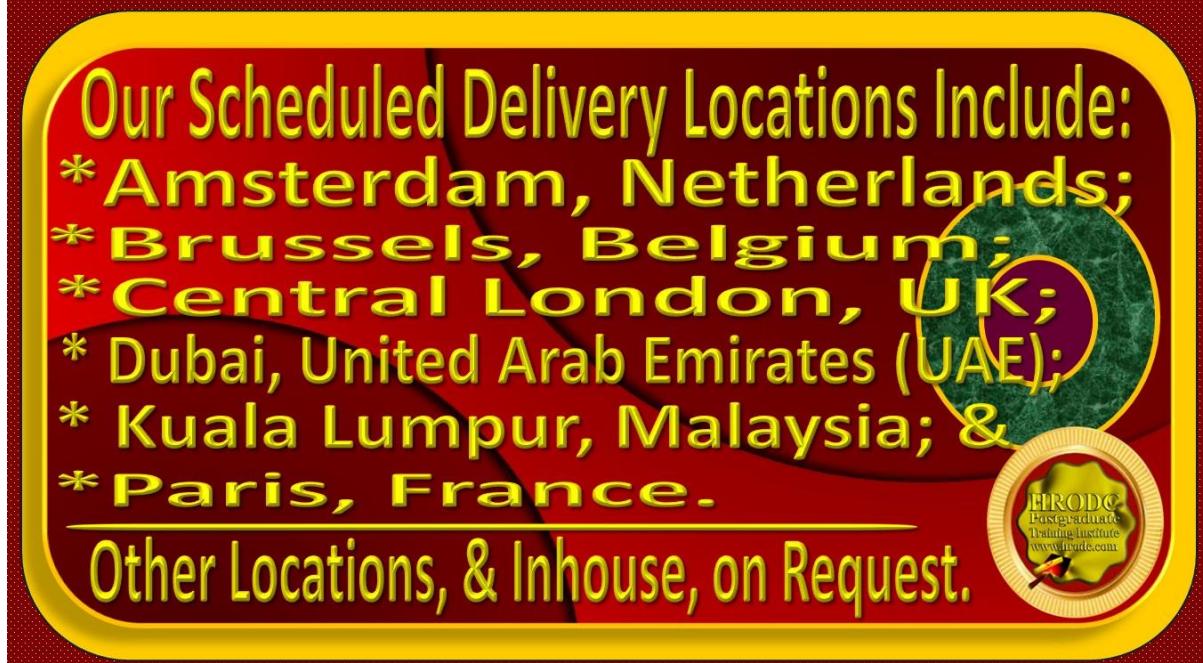 Our Scheduled Delivery Locations Include:
*Amsterdam, Netherlands;
*Brussels, Belgium;
*Central London, UK;
* Dubai, United Arab Emirates (UAE);
* Kuala Lumpur, Malaysia; &
*Paris, France.
Other Locations, & Inhouse, on Request.
HRODC
Postgraduate
Training Institute
www.hrodc.com